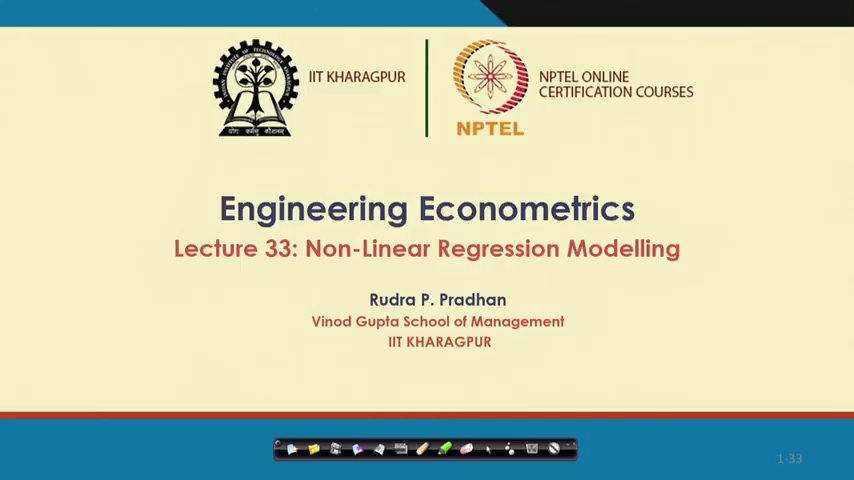 IIT KHARAGPUR
NPTEL
NPTEL ONLINE
CERTIFICATION COURSES
Engineering Econometrics
Lecture 33: Non-Linear Regression Modelling
Rudra P. Pradhan
Vinod Gupta School of Management
IIT KHARAGPUR
1-33